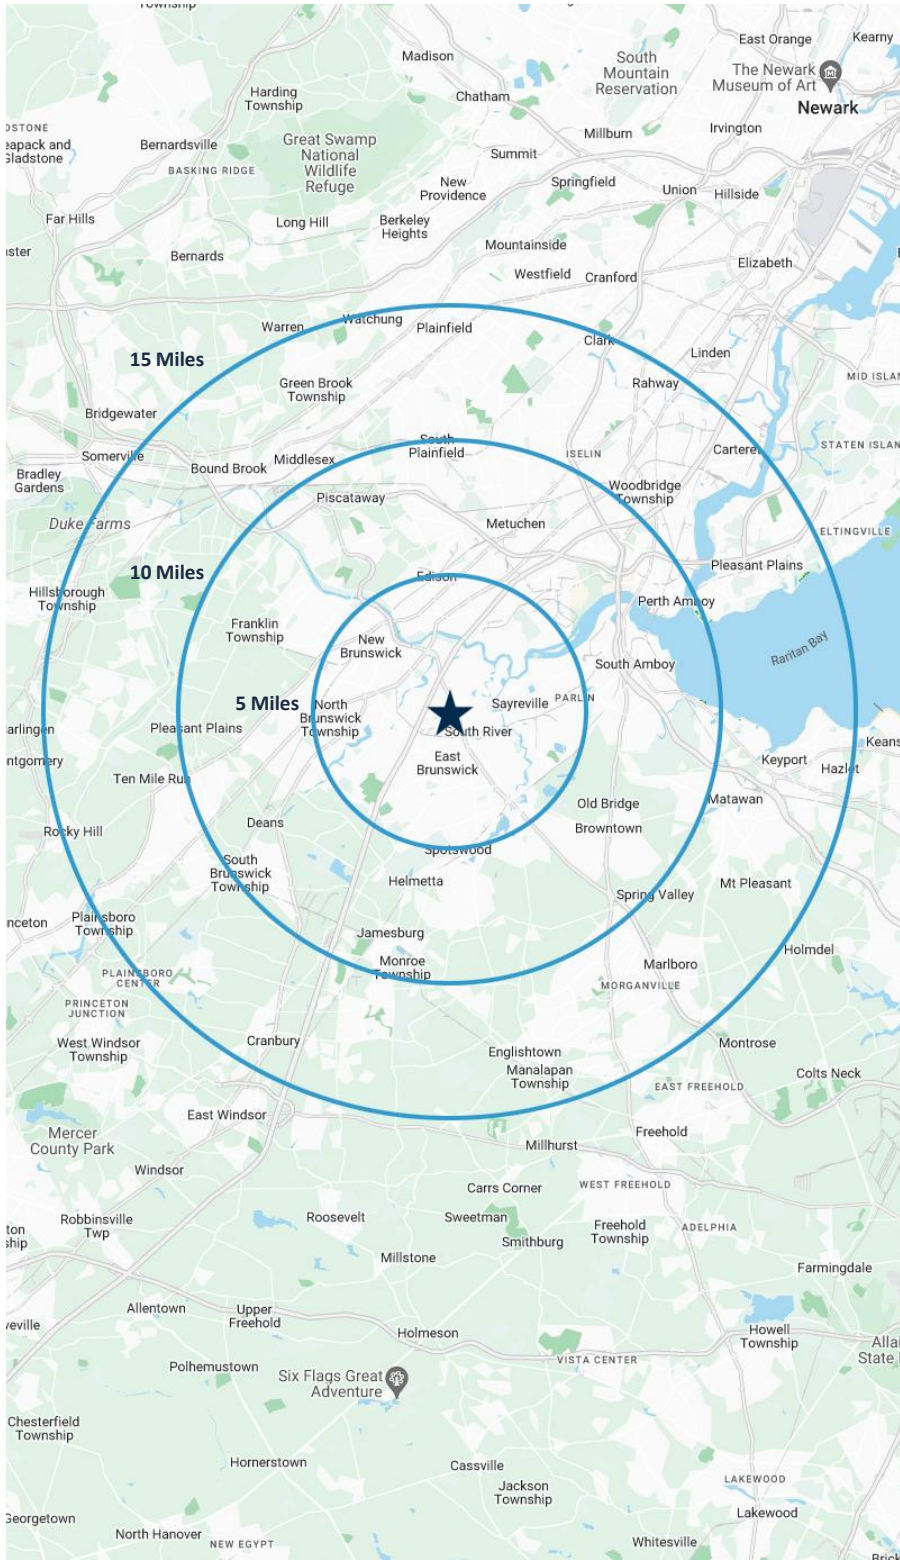 Township
East Orange
Kearny
Madison
South
Mountain
Reservation
The Newark
Museum of Art
Harding
Township
Chatham
Newark
DSTONE
eapack and
Gladstone
Bernardsville
Great Swamp
National
Wildlife
Refuge
Millburn
Irvington
BASKING RIDGE
Summit
New
Providence
Springfield
Union
Hillside
Far Hills
Long Hill
Berkeley
Heights
ster
Bernards
Mountainside
Westfield
Cranford
Elizabeth
Warren
Watchung
Plainfield
Clark
15 Miles
Linden
Green Brook
Township
Rahway
MID ISLAN
Bridgewater
Somerville
South
Plainfield
ISELIN
Carteret
STATEN ISLAN
Bradley
Gardens
Bound Brook
Middlesex
Piscataway
Woodbridge
Township
Duke Farms
Metuchen
ELTINGVILLE
10 Miles
Edison
Pleasant Plains
Hillsborough
Township
Perth Amboy
Franklin
Township
New
Brunswick
Raritan Bay
South Amboy
5 Miles
North
Brunswick
Township
Sayreville
PARLIN
arlingen
Pleasant Plains
South River
Keans
ntgomery
East
Brunswick
Keyport
Hazlet
Ten Mile Run
Old Bridge
Matawan
Rocky Hill
Deans
Browntown
Spotswood
South
Brunswick
Township
Helmetta
Mt Pleasant
Spring Valley
nceton
Plainsboro
Township
Jamesburg
Holmdel
Monroe
Township
Marlboro
PLAINSBORO
CENTER
MORGANVILLE
PRINCETON
JUNCTION
West Windsor
Township
Cranbury
Montrose
Englishtown
Manalapan
Township
Colts Neck
EAST FREEHOLD
East Windsor
Mercer
County Park
Freehold
Millhurst
Windsor
Carrs Corner
WEST FREEHOLD
ton
ship
Robbinsville
Twp
Roosevelt
Sweetman
Freehold
Township
ADELPHIA
Smithburg
Millstone
Farmingdale
Allentown
Upper
Freehold
eville
Holmeson
Howell
Township
Allai
State
VISTA CENTER
Polhemustown
Six Flags Great
Adventure
Chesterfield
Township
Hornerstown
Cassville
LAKEWOOD
Jackson
Township
Georgetown
Lakewood
North Hanover
NEW EGYPT
Whitesville
Brick